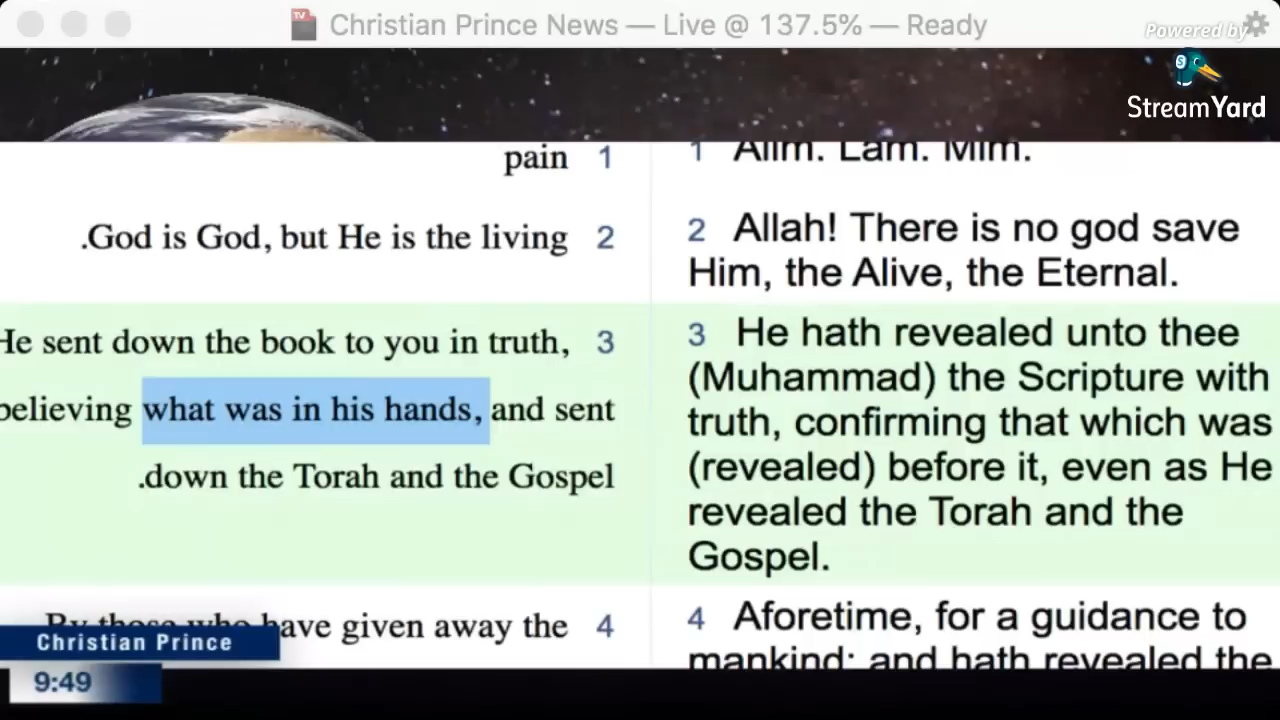 Christian Prince News — Live @ 137.5% — Ready
Powered by
StreamYard
pain 1
.God is God, but He is the living 2
He sent down the book to you in truth, 3
believing what was in his hands, and sent
.down the Torah and the Gospel
By those who have given away the 4
1 Alim. Lam. Mim.
2 Allah! There is no god save
Him, the Alive, the Eternal.
3 He hath revealed unto thee
(Muhammad) the Scripture with
truth, confirming that which was
(revealed) before it, even as He
revealed the Torah and the
Gospel.
4 Aforetime, for a guidance to
mankind; and hath revealed the
Christian Prince
9:49